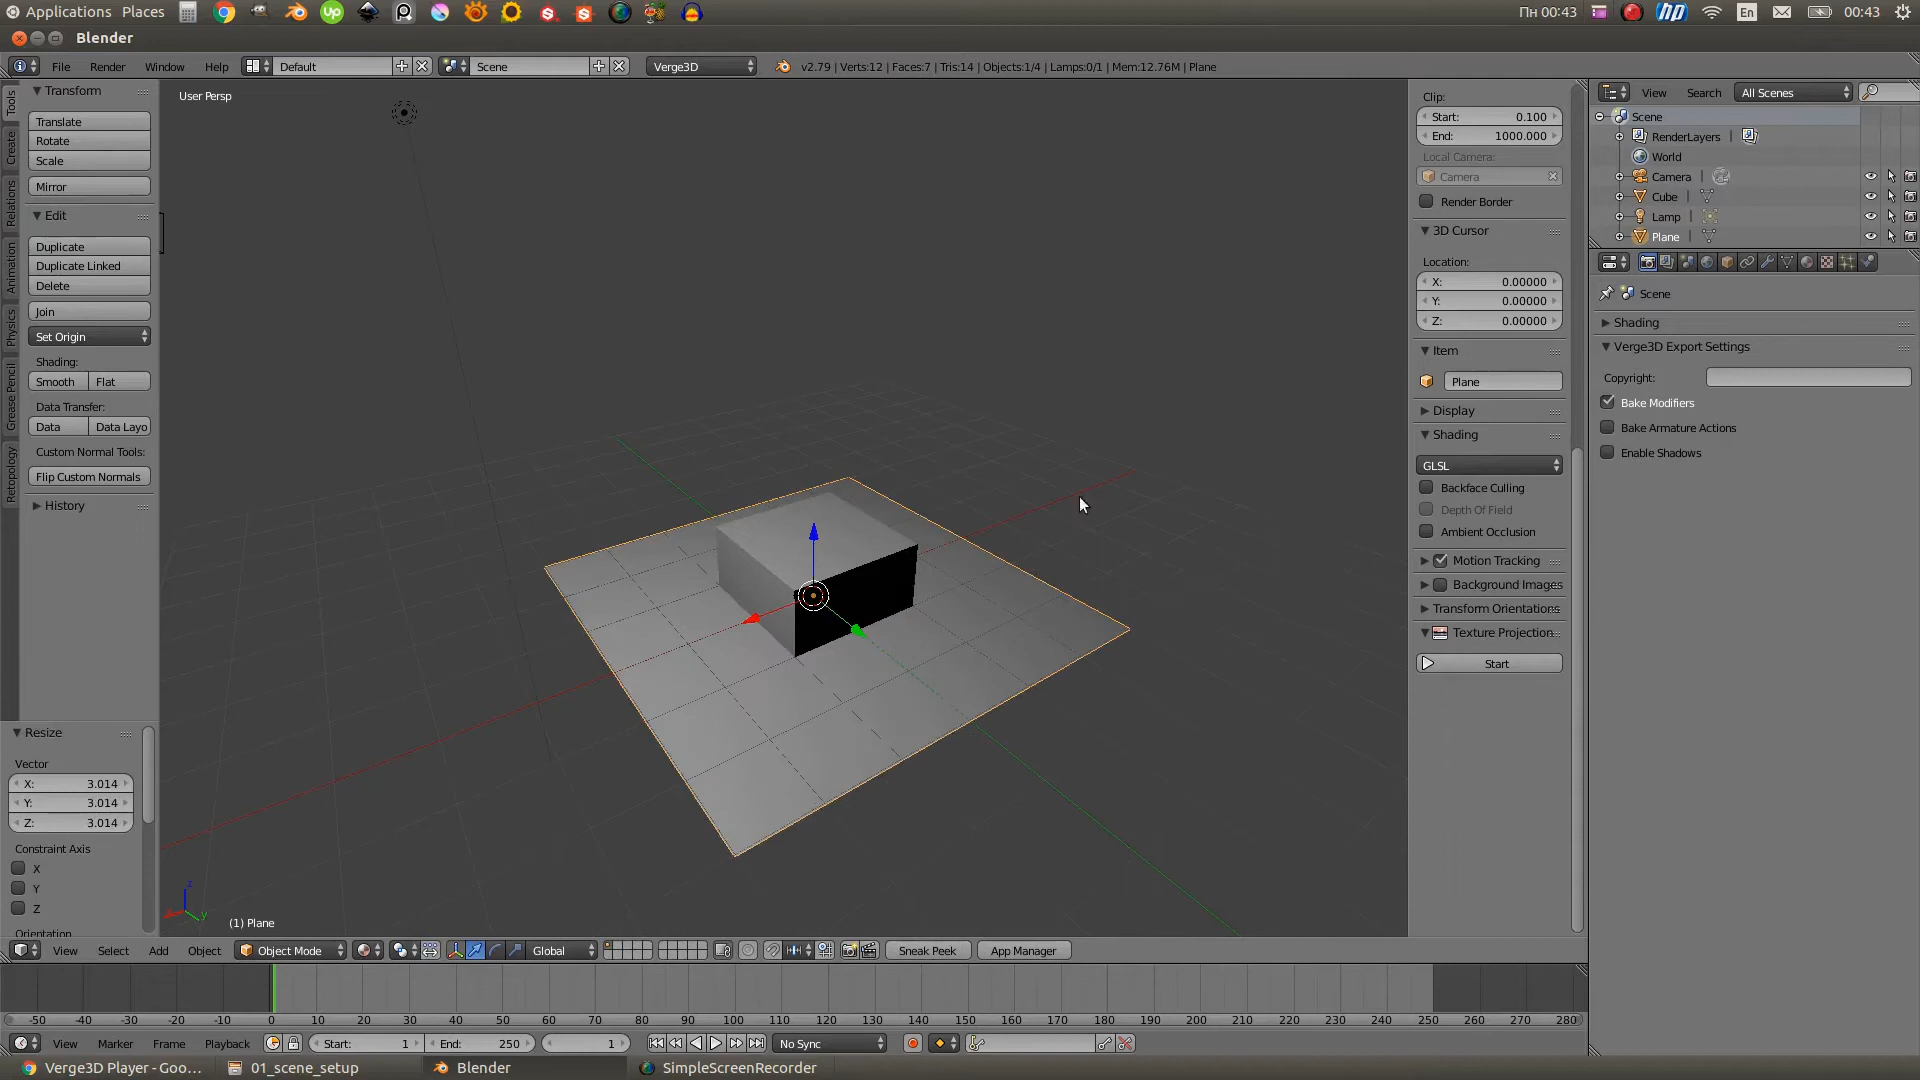 Applications Places Пн 00:43 En 00:43
Blender
File Render Window Help Default Scene Verge3D v2.79 | Verts:12 | Faces:7 | Tris:14 | Objects:1/4 | Lamps:0/1 | Mem:12.76M | Plane
Tools
Create
Relations
Animation
Physics
Grease Pencil
Retopology
Transform
Translate
Rotate
Scale
Mirror
Edit
Duplicate
Duplicate Linked
Delete
Join
Set Origin
Shading:
Smooth Flat
Data Transfer:
Data Data Layo
Custom Normal Tools:
Flip Custom Normals
History
Resize
Vector
X: 3.014
Y: 3.014
Z: 3.014
Constraint Axis
X
Y
Z
Orientation
User Persp
(1) Plane
Clip:
Start: 0.100
End: 1000.000
Local Camera:
Camera
Render Border
3D Cursor
Location:
X: 0.00000
Y: 0.00000
Z: 0.00000
Item
Plane
Display
Shading
GLSL
Backface Culling
Depth Of Field
Ambient Occlusion
Motion Tracking
Background Images
Transform Orientations
Texture Projection
Start
View Search All Scenes
Scene
RenderLayers
World
Camera
Cube
Lamp
Plane
Scene
Shading
Verge3D Export Settings
Copyright:
Bake Modifiers
Bake Armature Actions
Enable Shadows
View Select Add Object Object Mode Global Sneak Peek App Manager
-50 -40 -30 -20 -10 0 10 20 30 40 50 60 70 80 90 100 110 120 130 140 150 160 170 180 190 200 210 220 230 240 250 260 270 280
View Marker Frame Playback Start: 1 End: 250 1 No Sync
Verge3D Player - Goo... 01_scene_setup Blender SimpleScreenRecorder